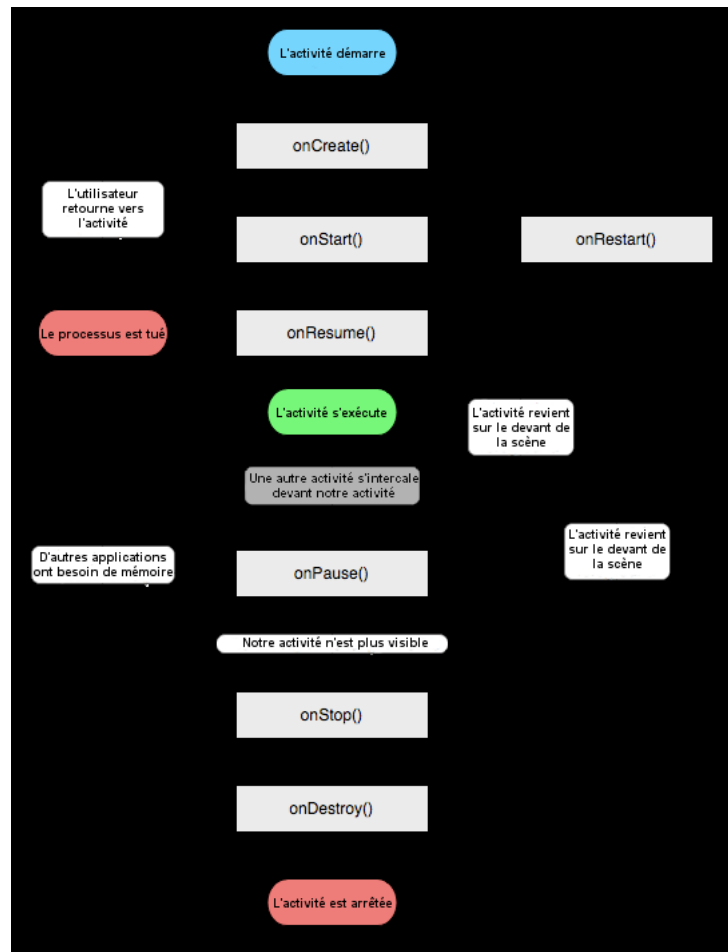 L'activité démarre
onCreate()
L'utilisateur
retourne vers
l'activité
onStart()
onRestart()
Le processus est tué
onResume()
L'activité s'exécute
L'activité revient
sur le devant de
la scène
Une autre activité s'intercale
devant notre activité
D'autres applications
ont besoin de mémoire
onPause()
L'activité revient
sur le devant de
la scène
Notre activité n'est plus visible
onStop()
onDestroy()
L'activité est arrêtée